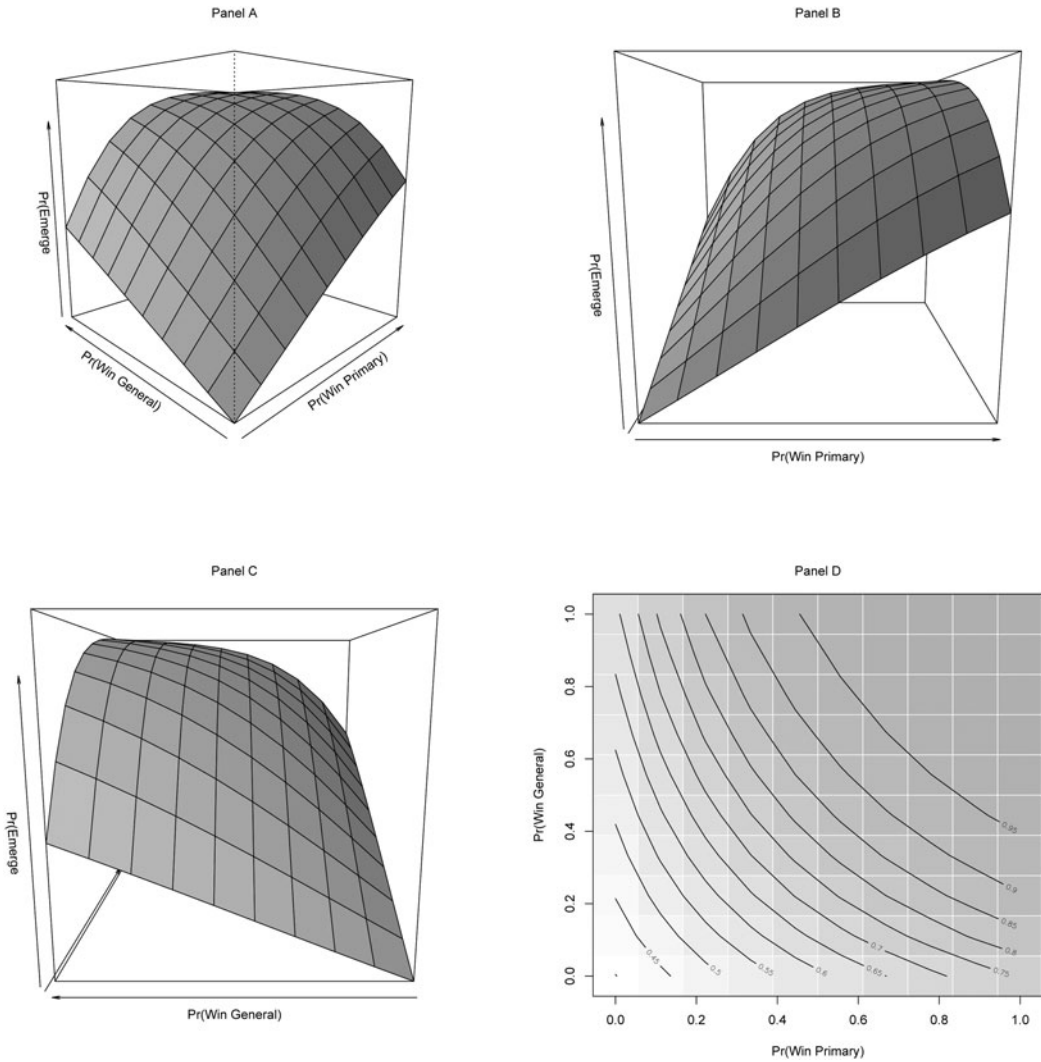 Panel A
Pr(Emerge
Pr(Win General)
Pr(Win Primary)
Panel B
Pr(Emerge
Pr(Win Primary)
Panel C
Pr(Emerge
Pr(Win General)
Panel D
Pr(Win General)
1.0
0.8
0.6
0.4
0.2
0.0
0.95
0.9
0.85
0.8
0.75
0.7
0.65
0.6
0.55
0.5
0.45
0.0 0.2 0.4 0.6 0.8 1.0
Pr(Win Primary)